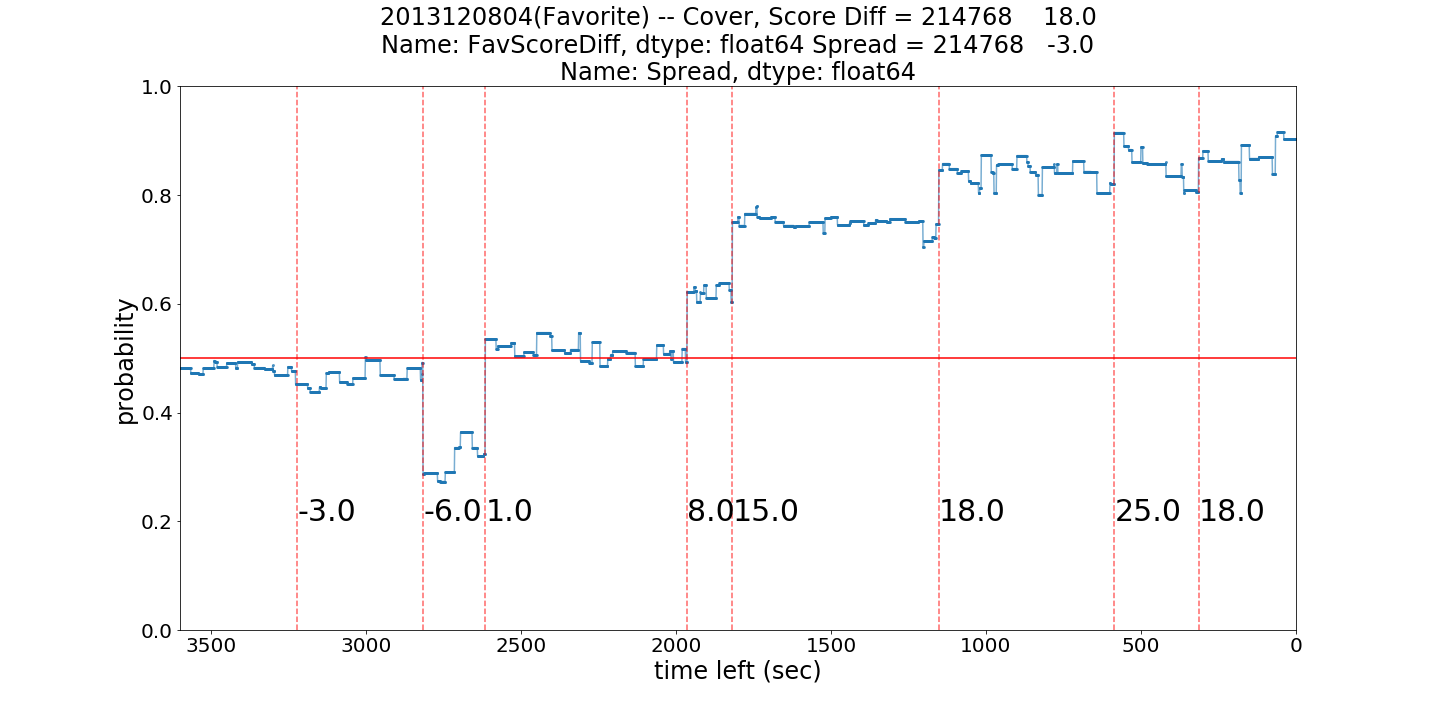 2013120804(Favorite) -- Cover, Score Diff = 214768    18.0
Name: FavScoreDiff, dtype: float64 Spread = 214768   -3.0
Name: Spread, dtype: float64
1.0
0.8
0.6
0.4
0.2
0.0
probability
-3.0 -6.0 1.0 8.0 15.0 18.0 25.0 18.0
3500 3000 2500 2000 1500 1000 500 0
time left (sec)